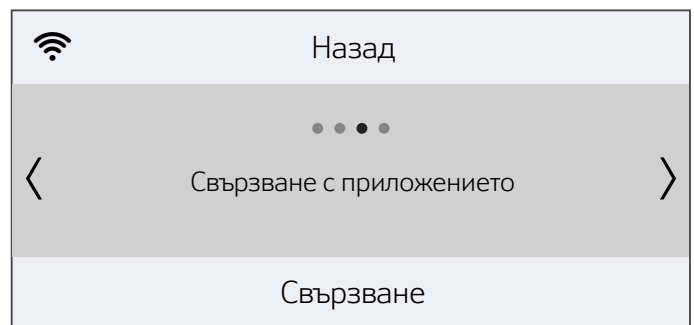 Назад
Свързване с приложението
Свързване